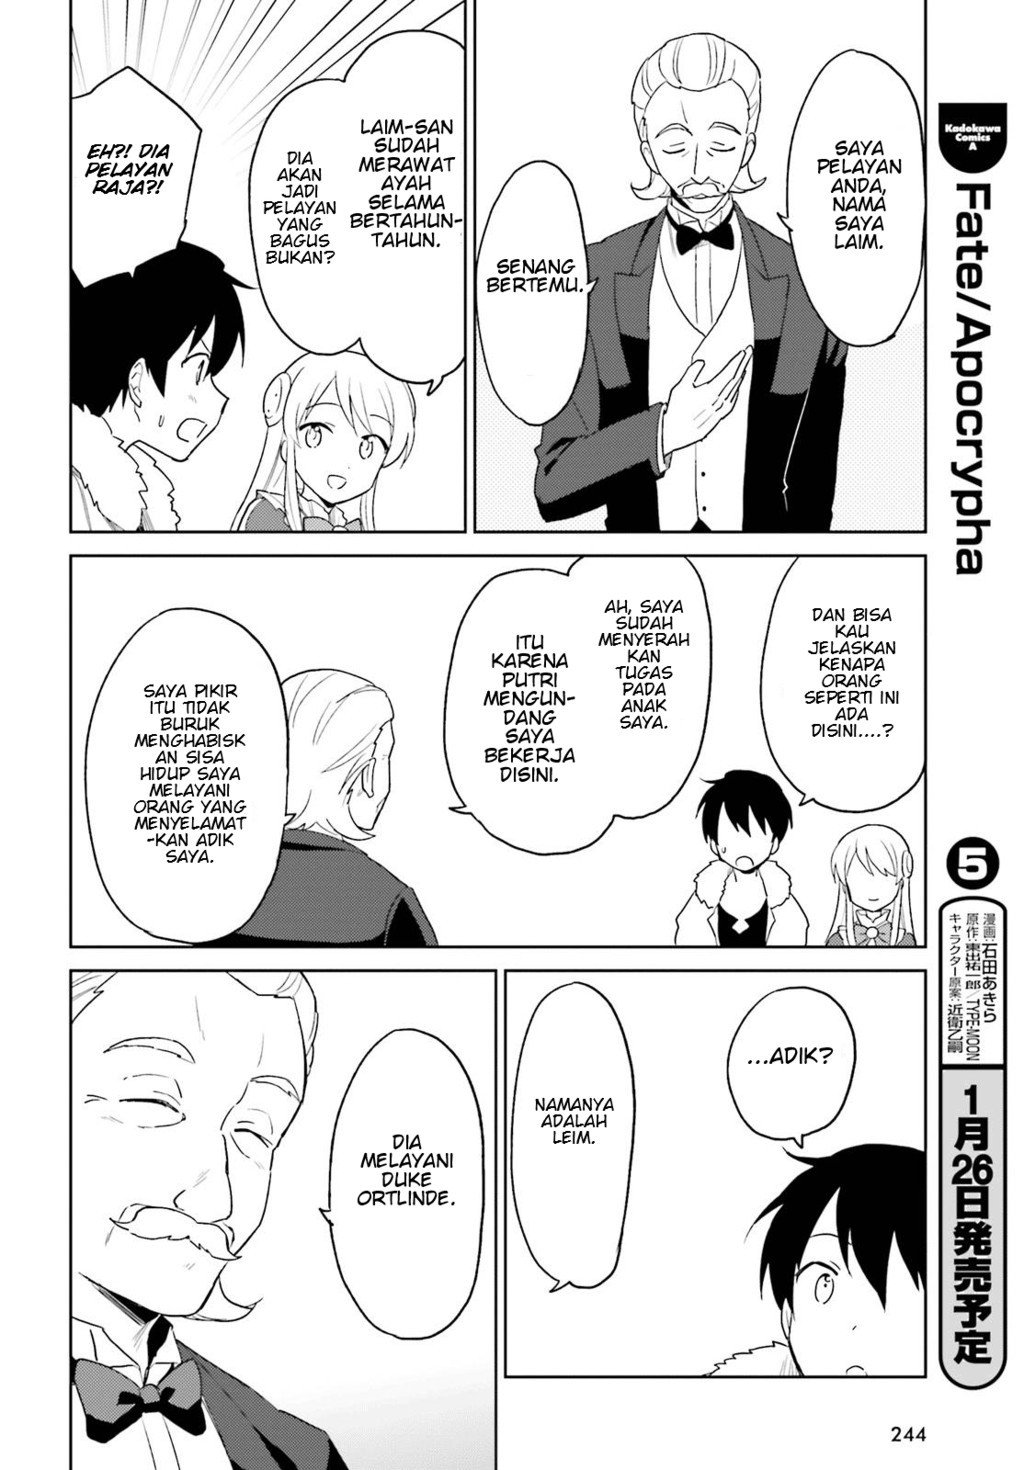 SAYA
PELAYAN
ANDA,
NAMA
SAYA
LAIM.
SENANG
BERTEMU.
LAIM-SAN
SUDAH
MERAWAT
AYAH
SELAMA
BERTAHUN-
TAHUN.
DIA
AKAN
JADI
PELAYAN
YANG
BAGUS
BUKAN?
EH?! DIA
PELAYAN
RAJA?!
DAN BISA
KAU
JELASKAN
KENAPA
ORANG
SEPERTI INI
ADA
DISINI....?
AH, SAYA
SUDAH
MENYERAH
KAN
TUGAS
PADA
ANAK
SAYA.
ITU
KARENA
PUTRI
MENGUN-
DANG
SAYA
BEKERJA
DISINI.
SAYA PIKIR
ITU TIDAK
BURUK
MENGHABISK
AN SISA
HIDUP SAYA
MELAYANI
ORANG YANG
MENYELAMAT
-KAN ADIK
SAYA.
...ADIK?
NAMANYA
ADALAH
LEIM.
DIA
MELAYANI
DUKE
ORTLINDE.
Kadokawa
Comics
A
Fate/Apocrypha
5
漫画:石田あきら
原作:東出祐一郎/TYPE-MOON
キャラクター原案:近衛乙嗣
1月26日発売予定
244